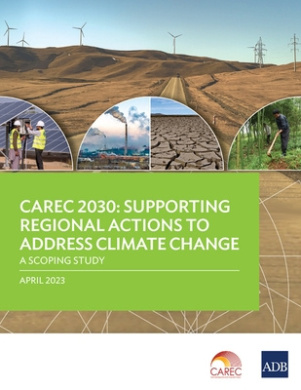 CAREC 2030: SUPPORTING
REGIONAL ACTIONS TO
ADDRESS CLIMATE CHANGE
A SCOPING STUDY
APRIL 2023
CAREC
ADB